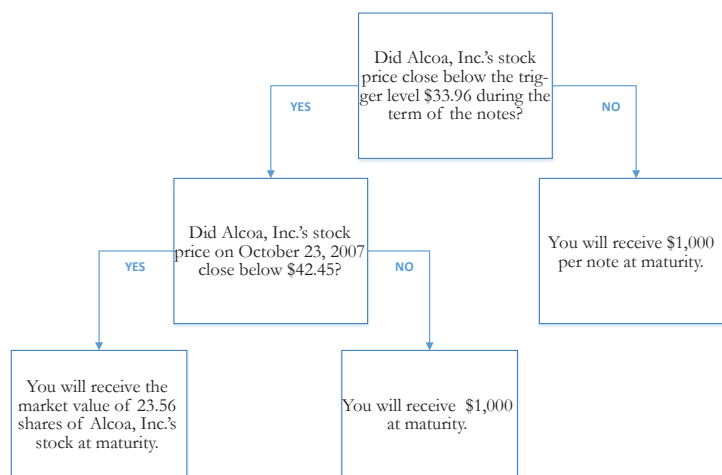 Did Alcoa, Inc.'s stock
price close below the trig-
ger level $33.96 during the
term of the notes?
YES
NO
Did Alcoa, Inc.'s stock
price on October 23, 2007
close below $42.45?
You will receive $1,000
per note at maturity.
YES
NO
You will receive the
market value of 23.56
shares of Alcoa, Inc.'s
stock at maturity.
You will receive $1,000
at maturity.